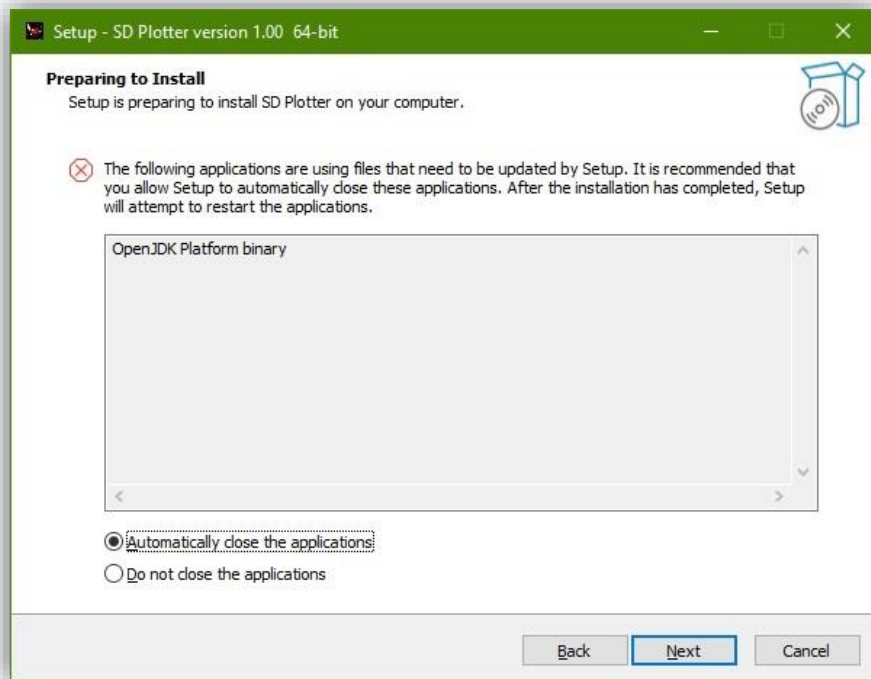 Setup - SD Plotter version 1.00 64-bit
Preparing to Install
Setup is preparing to install SD Plotter on your computer.
The following applications are using files that need to be updated by Setup. It is recommended that
you allow Setup to automatically close these applications. After the installation has completed, Setup
will attempt to restart the applications.
OpenJDK Platform binary
Automatically close the applications
Do not close the applications
Back Next Cancel